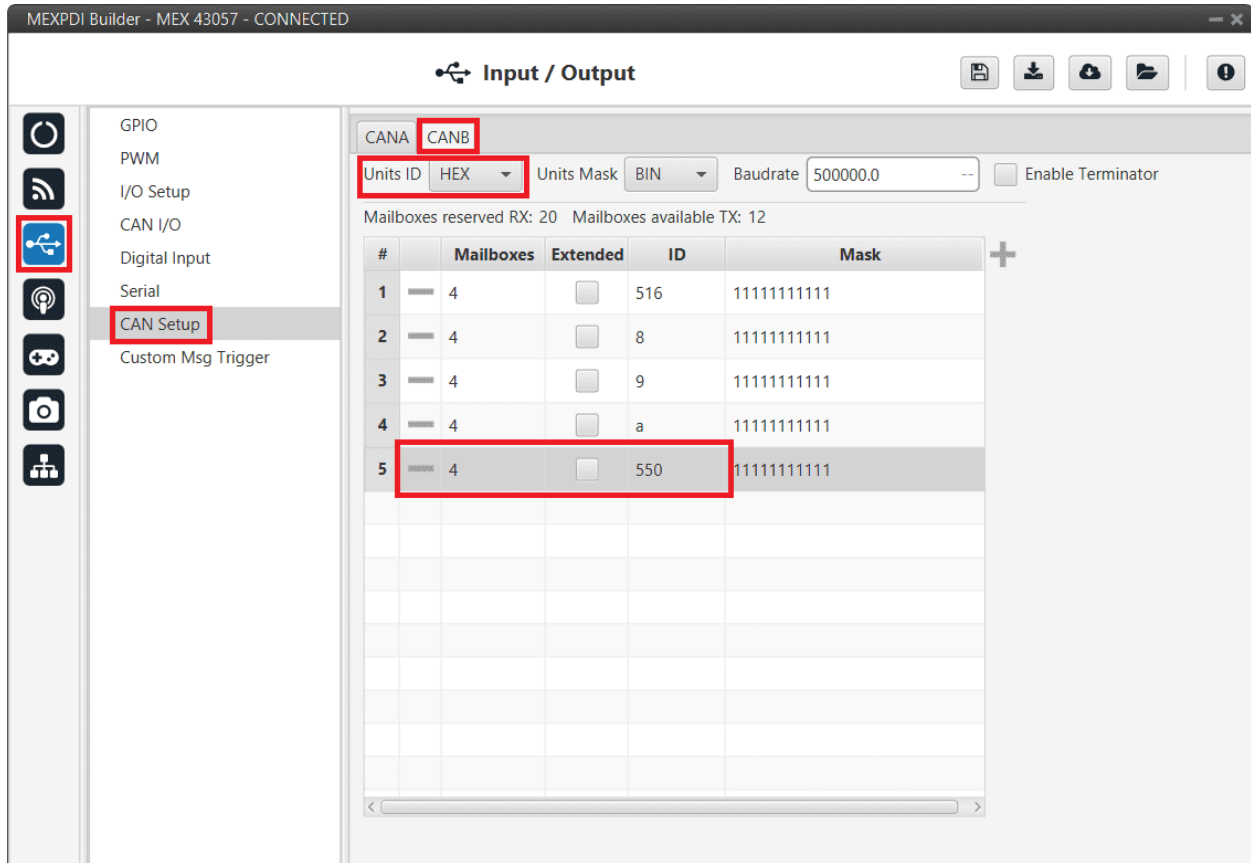 MEXPDI Builder - MEX 43057 - CONNECTED
Input / Output
GPIO
PWM
I/O Setup
CAN I/O
Digital Input
Serial
CAN Setup
Custom Msg Trigger
CANA CANB
Units ID HEX Units Mask BIN Baudrate 500000.0 -- Enable Terminator
Mailboxes reserved RX: 20 Mailboxes available TX: 12
# Mailboxes Extended ID Mask
1 4 516 11111111111
2 4 8 11111111111
3 4 9 11111111111
4 4 a 11111111111
5 4 550 11111111111